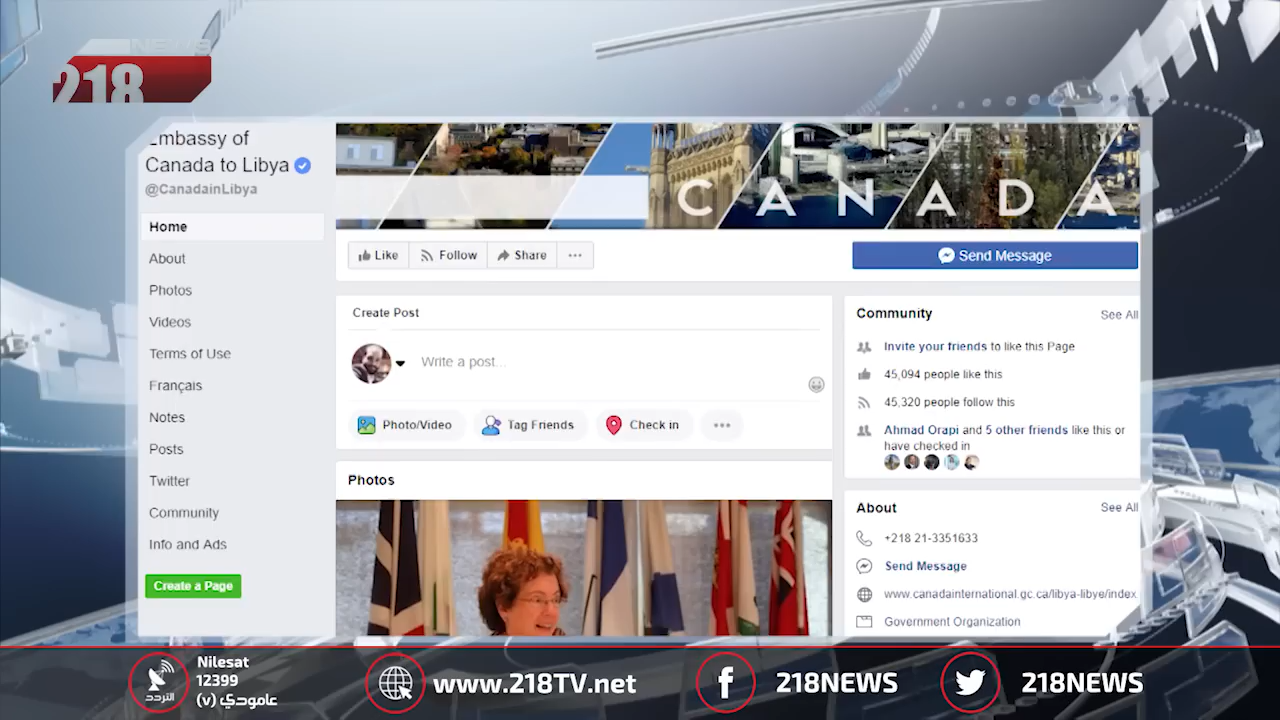 NEWS
218
Embassy of
Canada to Libya
@CanadainLibya
Home
About
Photos
Videos
Terms of Use
Français
Notes
Posts
Twitter
Community
Info and Ads
Create a Page
CANADA
Like
Follow
Share
Send Message
Create Post
Write a post...
Photo/Video
Tag Friends
Check in
Photos
Community
See All
Invite your friends to like this Page
45,094 people like this
45,320 people follow this
Ahmad Orapi and 5 other friends like this or
have checked in
About
See All
+218 21-3351633
Send Message
www.canadainternational.gc.ca/libya-libye/index
Government Organization
التردد
Nilesat
12399
عامودي (v)
www.218TV.net
218NEWS
218NEWS